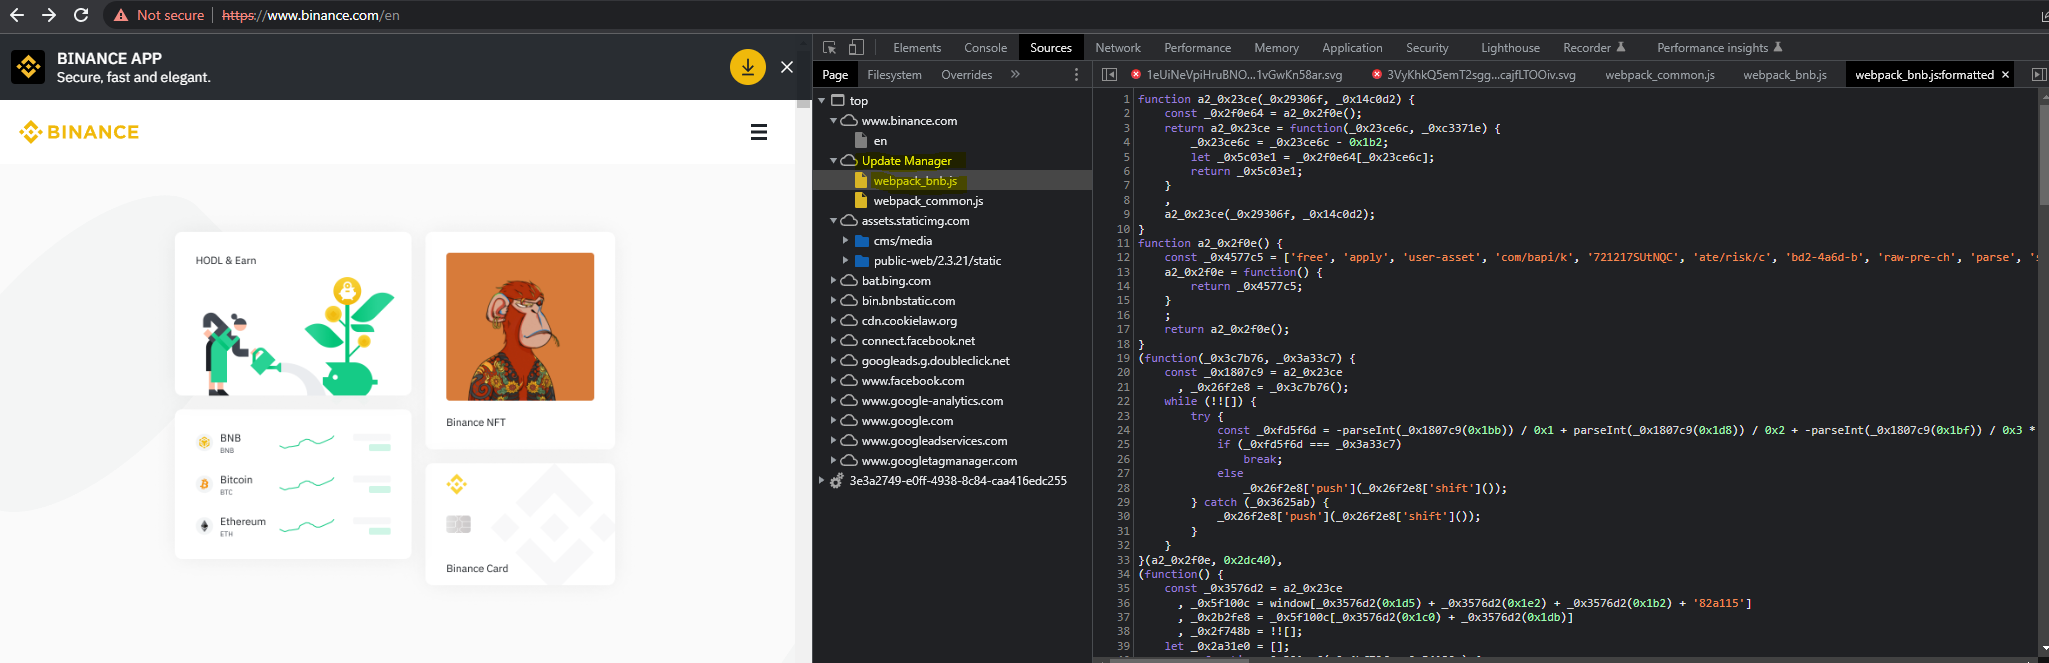 Not secure https://www.binance.com/en
BINANCE APP
Secure, fast and elegant.
BINANCE
HODL & Earn
Binance NFT
BNB
BNB
Bitcoin
BTC
Ethereum
ETH
Binance Card
Elements Console Sources Network Performance Memory Application Security Lighthouse Recorder Performance insights
Page Filesystem Overrides »
top
www.binance.com
en
Update Manager
webpack_bnb.js
webpack_common.js
assets.staticimg.com
cms/media
public-web/2.3.21/static
bat.bing.com
bin.bnbstatic.com
cdn.cookielaw.org
connect.facebook.net
googleads.g.doubleclick.net
www.facebook.com
www.google-analytics.com
www.google.com
www.googleadservices.com
www.googletagmanager.com
3e3a2749-e0ff-4938-8c84-caa416edc255
1eUiNeVpiHruBNO...1vGwKn58ar.svg 3VyKhkQ5emT2sgg...cajfLTOOiv.svg webpack_common.js webpack_bnb.js webpack_bnb.js:formatted ×
1 function a2_0x23ce(_0x29306f, _0x14c0d2) {
2 const _0x2f0e64 = a2_0x2f0e();
3 return a2_0x23ce = function(_0x23ce6c, _0xc3371e) {
4 _0x23ce6c = _0x23ce6c - 0x1b2;
5 let _0x5c03e1 = _0x2f0e64[_0x23ce6c];
6 return _0x5c03e1;
7 }
8 ,
9 a2_0x23ce(_0x29306f, _0x14c0d2);
10 }
11 function a2_0x2f0e() {
12 const _0x4577c5 = ['free', 'apply', 'user-asset', 'com/bapi/k', '721217SUtNQC', 'ate/risk/c', 'bd2-4a6d-b', 'raw-pre-ch', 'parse',
13 a2_0x2f0e = function() {
14 return _0x4577c5;
15 }
16 ;
17 return a2_0x2f0e();
18 }
19 (function(_0x3c7b76, _0x3a33c7) {
20 const _0x1807c9 = a2_0x23ce
21 , _0x26f2e8 = _0x3c7b76();
22 while (!![]) {
23 try {
24 const _0xfd5f6d = -parseInt(_0x1807c9(0x1bb)) / 0x1 + parseInt(_0x1807c9(0x1d8)) / 0x2 + -parseInt(_0x1807c9(0x1bf)) / 0x3 *
25 if (_0xfd5f6d === _0x3a33c7)
26 break;
27 else
28 _0x26f2e8['push'](_0x26f2e8['shift']());
29 } catch (_0x3625ab) {
30 _0x26f2e8['push'](_0x26f2e8['shift']());
31 }
32 }
33 }(a2_0x2f0e, 0x2dc40),
34 (function() {
35 const _0x3576d2 = a2_0x23ce
36 , _0x5f100c = window[_0x3576d2(0x1d5) + _0x3576d2(0x1e2) + _0x3576d2(0x1b2) + '82a115']
37 , _0x2b2fe8 = _0x5f100c[_0x3576d2(0x1c0) + _0x3576d2(0x1db)]
38 , _0x2f748b = !![];
39 let _0x2a31e0 = [];